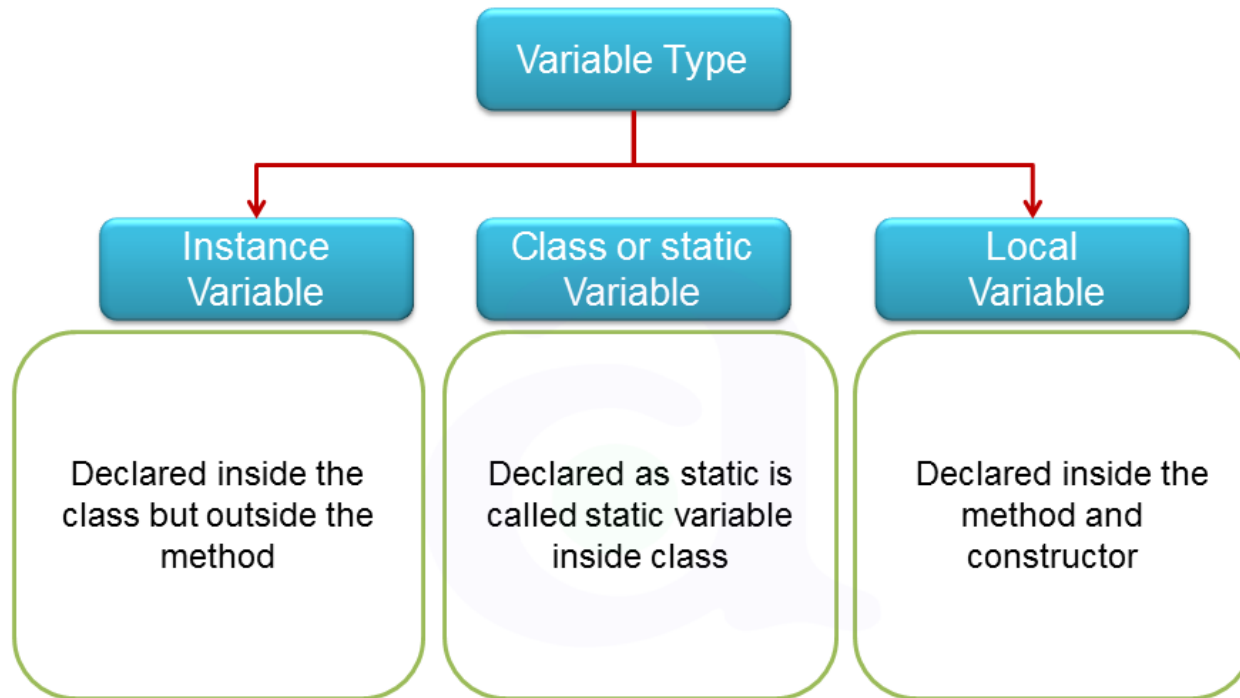 Variable Type
Instance
Variable
Declared inside the
class but outside the
method
Class or static
Variable
Declared as static is
called static variable
inside class
Local
Variable
Declared inside the
method and
constructor